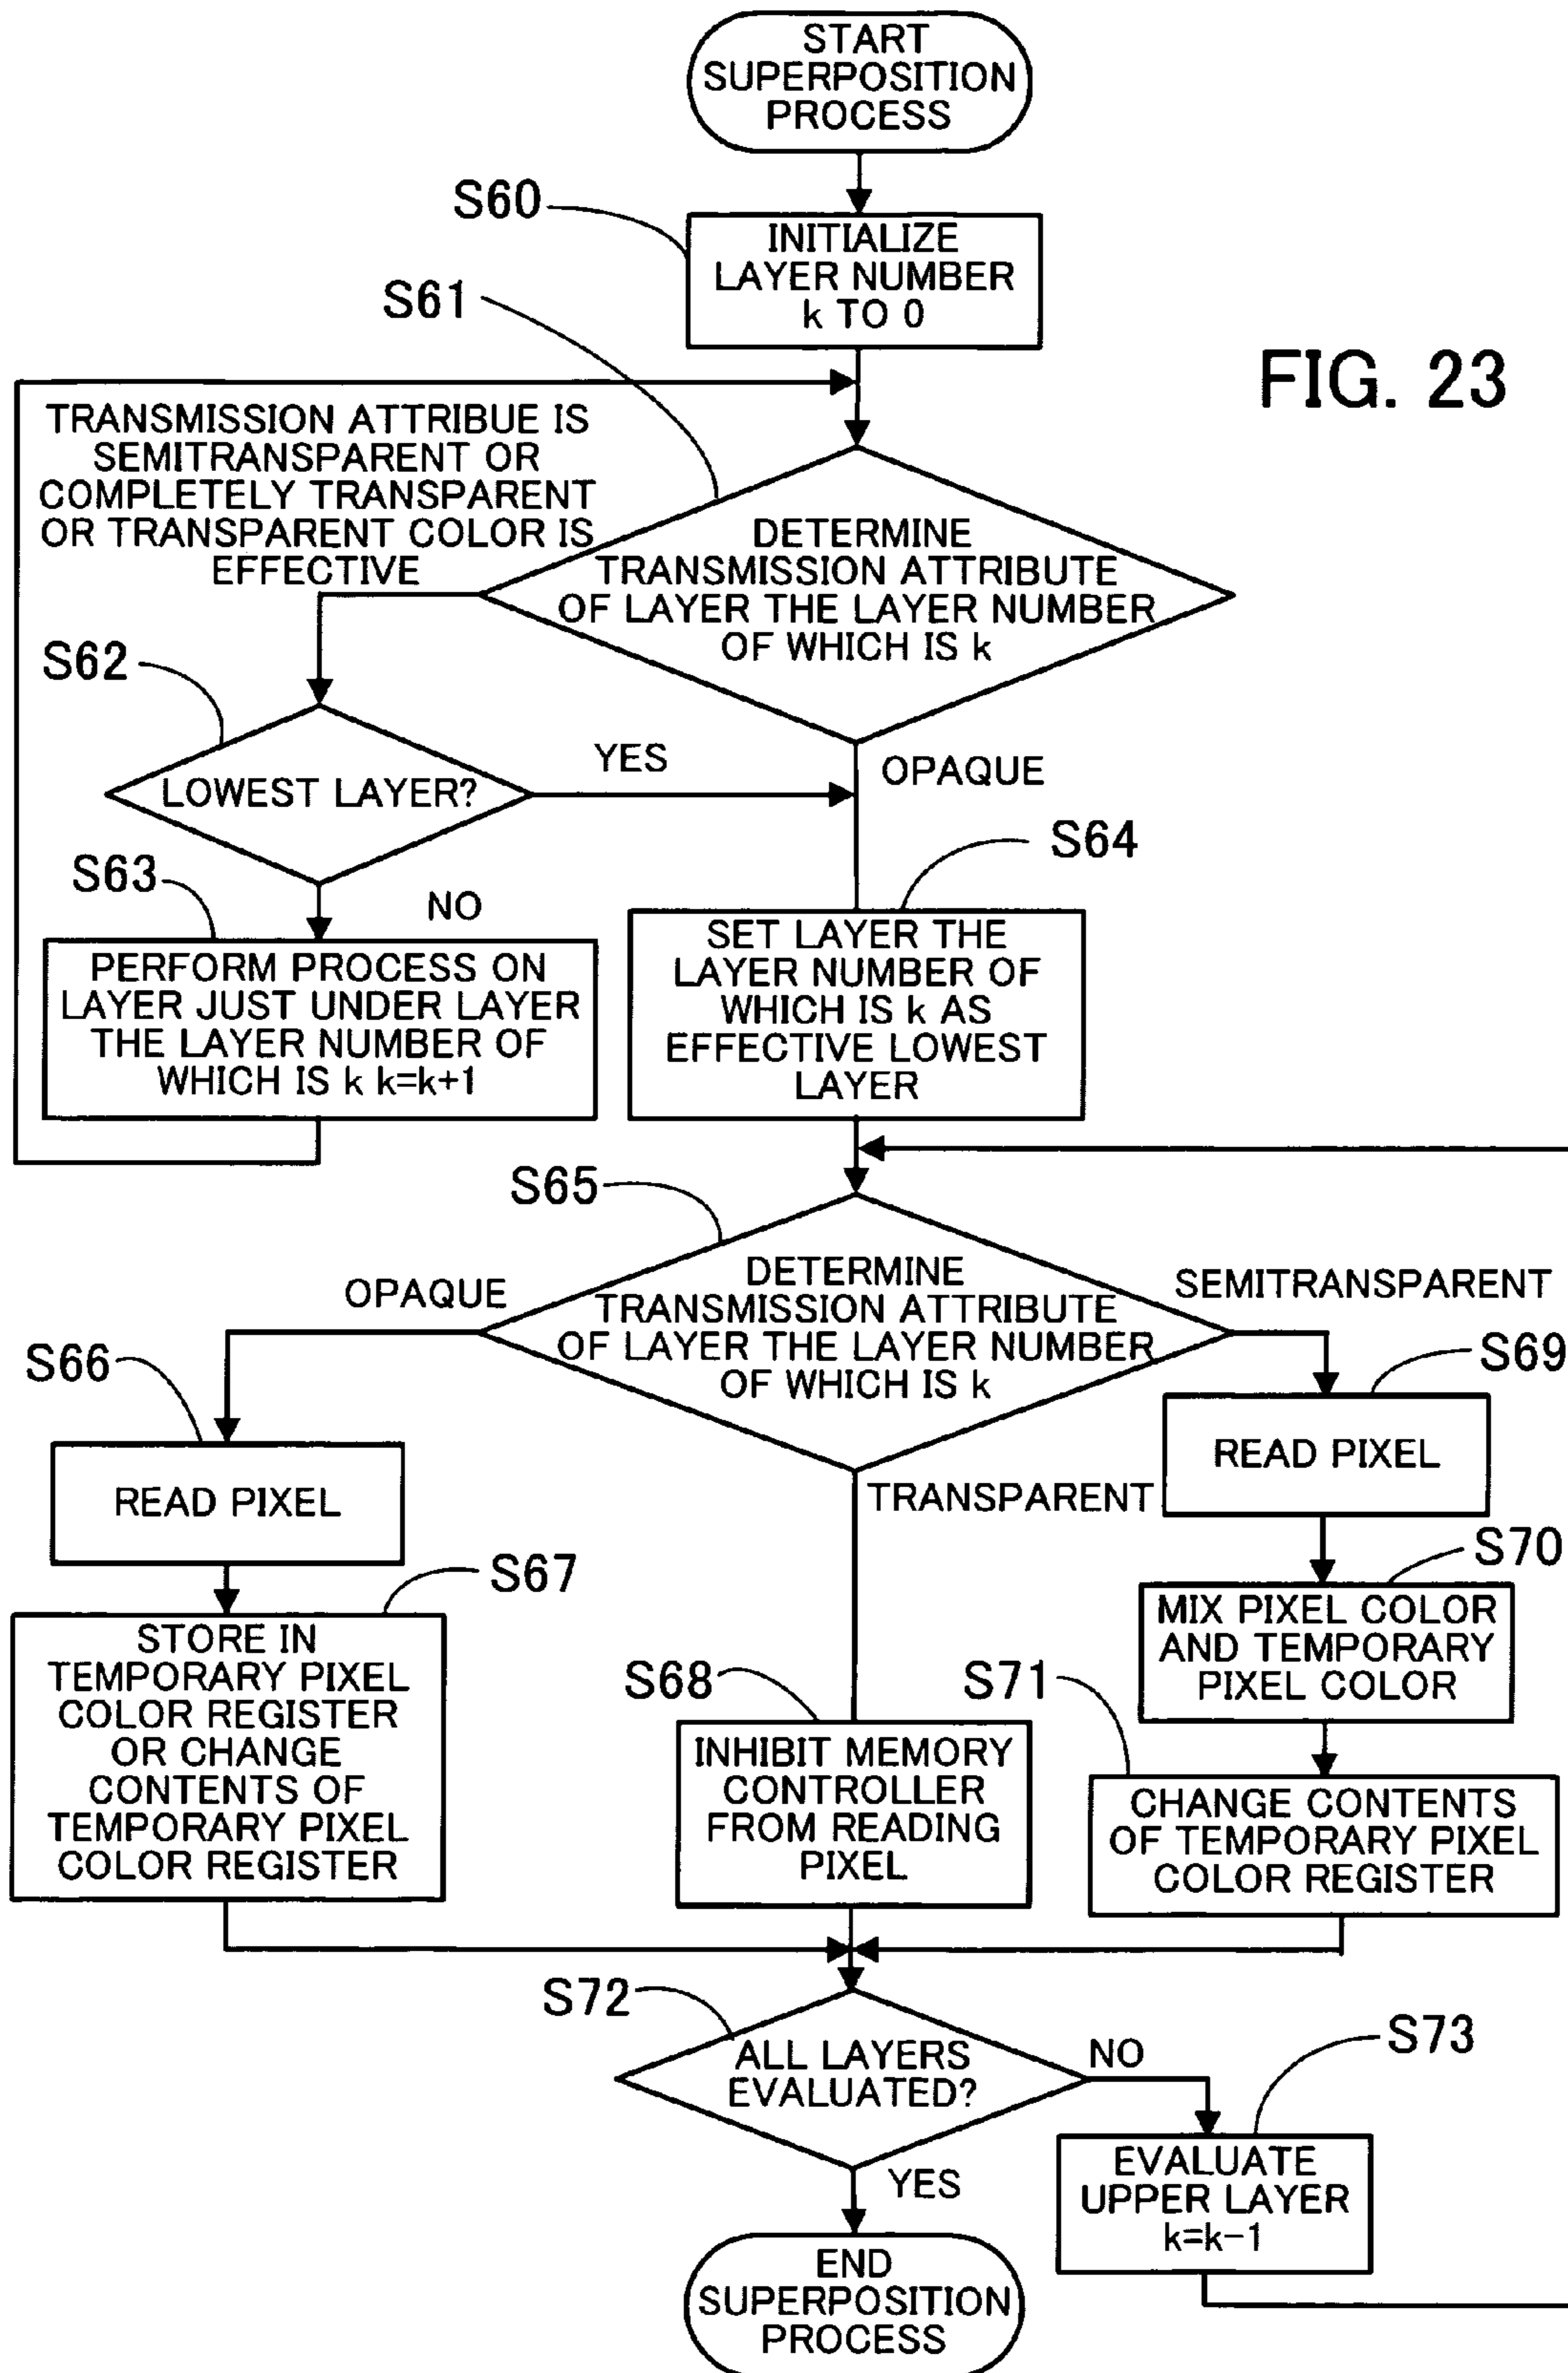 START
SUPERPOSITION
PROCESS
S60
INITIALIZE
LAYER NUMBER
k TO 0
S61
FIG. 23
TRANSMISSION ATTRIBUE IS
SEMITRANSPARENT OR
COMPLETELY TRANSPARENT
OR TRANSPARENT COLOR IS
EFFECTIVE
DETERMINE
TRANSMISSION ATTRIBUTE
OF LAYER THE LAYER NUMBER
OF WHICH IS k
S62
LOWEST LAYER?
YES
OPAQUE
S63
NO
PERFORM PROCESS ON
LAYER JUST UNDER LAYER
THE LAYER NUMBER OF
WHICH IS k k=k+1
S64
SET LAYER THE
LAYER NUMBER OF
WHICH IS k AS
EFFECTIVE LOWEST
LAYER
S65
DETERMINE
TRANSMISSION ATTRIBUTE
OF LAYER THE LAYER NUMBER
OF WHICH IS k
OPAQUE
SEMITRANSPARENT
TRANSPARENT
S66
READ PIXEL
S67
STORE IN
TEMPORARY PIXEL
COLOR REGISTER
OR CHANGE
CONTENTS OF
TEMPORARY PIXEL
COLOR REGISTER
S68
INHIBIT MEMORY
CONTROLLER
FROM READING
PIXEL
S69
READ PIXEL
S70
MIX PIXEL COLOR
AND TEMPORARY
PIXEL COLOR
S71
CHANGE CONTENTS
OF TEMPORARY PIXEL
COLOR REGISTER
S72
ALL LAYERS
EVALUATED?
NO
YES
S73
EVALUATE
UPPER LAYER
k=k-1
END
SUPERPOSITION
PROCESS